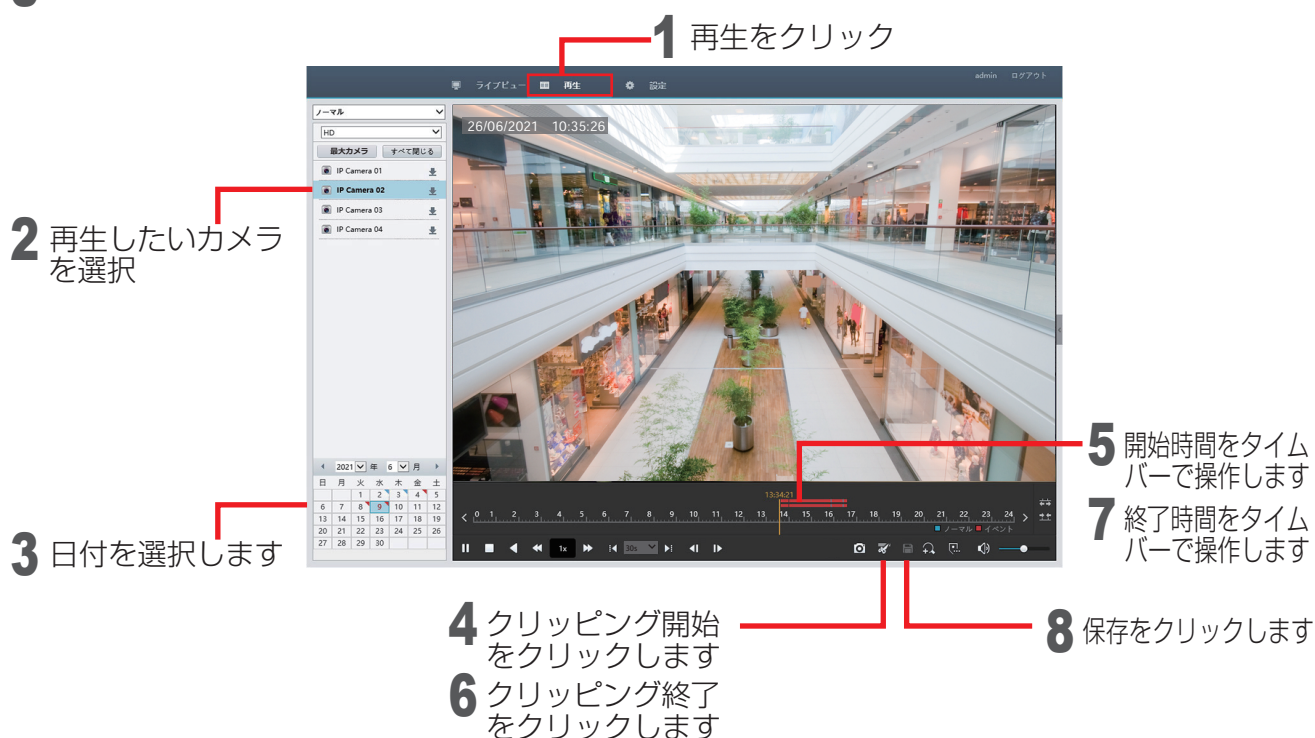 1 再生をクリック
admin ログアウト
ライブビュー 再生 設定
ノーマル
HD
最大カメラ すべて閉じる
IP Camera 01
IP Camera 02
IP Camera 03
IP Camera 04
26/06/2021 10:35:26
2 再生したいカメラ
を選択
2021 年 6 月
日 月 火 水 木 金 土
1 2 3 4 5
6 7 8 9 10 11 12
13 14 15 16 17 18 19
20 21 22 23 24 25 26
27 28 29 30
3 日付を選択します
13:34:21
0 1 2 3 4 5 6 7 8 9 10 11 12 13 14 15 16 17 18 19 20 21 22 23 24
ノーマル イベント
1x 30s
5 開始時間をタイム
バーで操作します
7 終了時間をタイム
バーで操作します
4 クリッピング開始
をクリックします
6 クリッピング終了
をクリックします
8 保存をクリックします